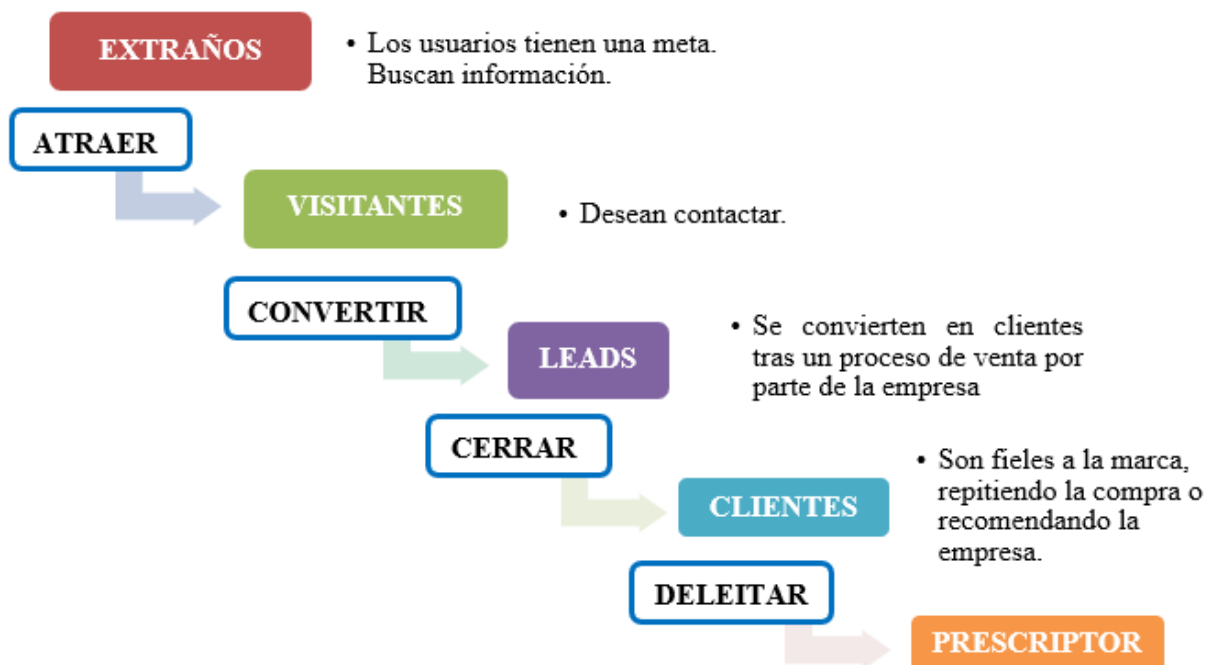 EXTRAÑOS
• Los usuarios tienen una meta.
Buscan información.
ATRAER
VISITANTES
• Desean contactar.
CONVERTIR
LEADS
• Se convierten en clientes
tras un proceso de venta por
parte de la empresa
CERRAR
CLIENTES
• Son fieles a la marca,
repitiendo la compra o
recomendando la
empresa.
DELEITAR
PRESCRIPTOR